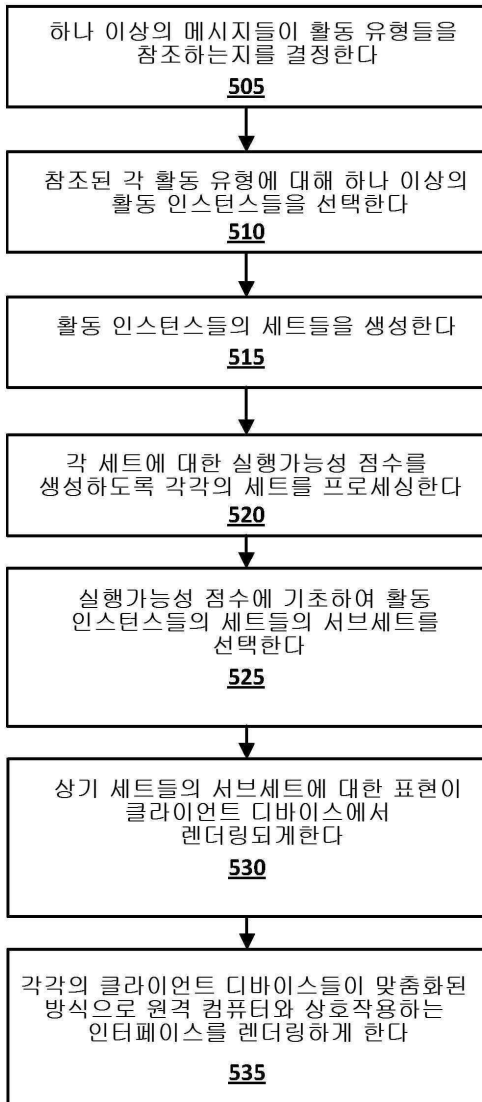 하나 이상의 메시지들이 활동 유형들을
참조하는지를 결정한다
505
참조된 각 활동 유형에 대해 하나 이상의
활동 인스턴스들을 선택한다
510
활동 인스턴스들의 세트들을 생성한다
515
각 세트에 대한 실행가능성 점수를
생성하도록 각각의 세트를 프로세싱한다
520
실행가능성 점수에 기초하여 활동
인스턴스들의 세트들의 서브세트를
선택한다
525
상기 세트들의 서브세트에 대한 표현이
클라이언트 디바이스에서
렌더링되게한다
530
각각의 클라이언트 디바이스들이 맞춤화된
방식으로 원격 컴퓨터와 상호작용하는
인터페이스를 렌더링하게 한다
535